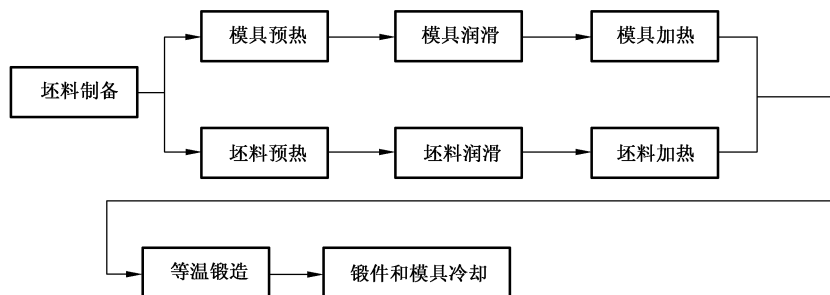 模具预热
模具润滑
模具加热
坯料制备
坯料预热
坯料润滑
坯料加热
等温锻造
锻件和模具冷却